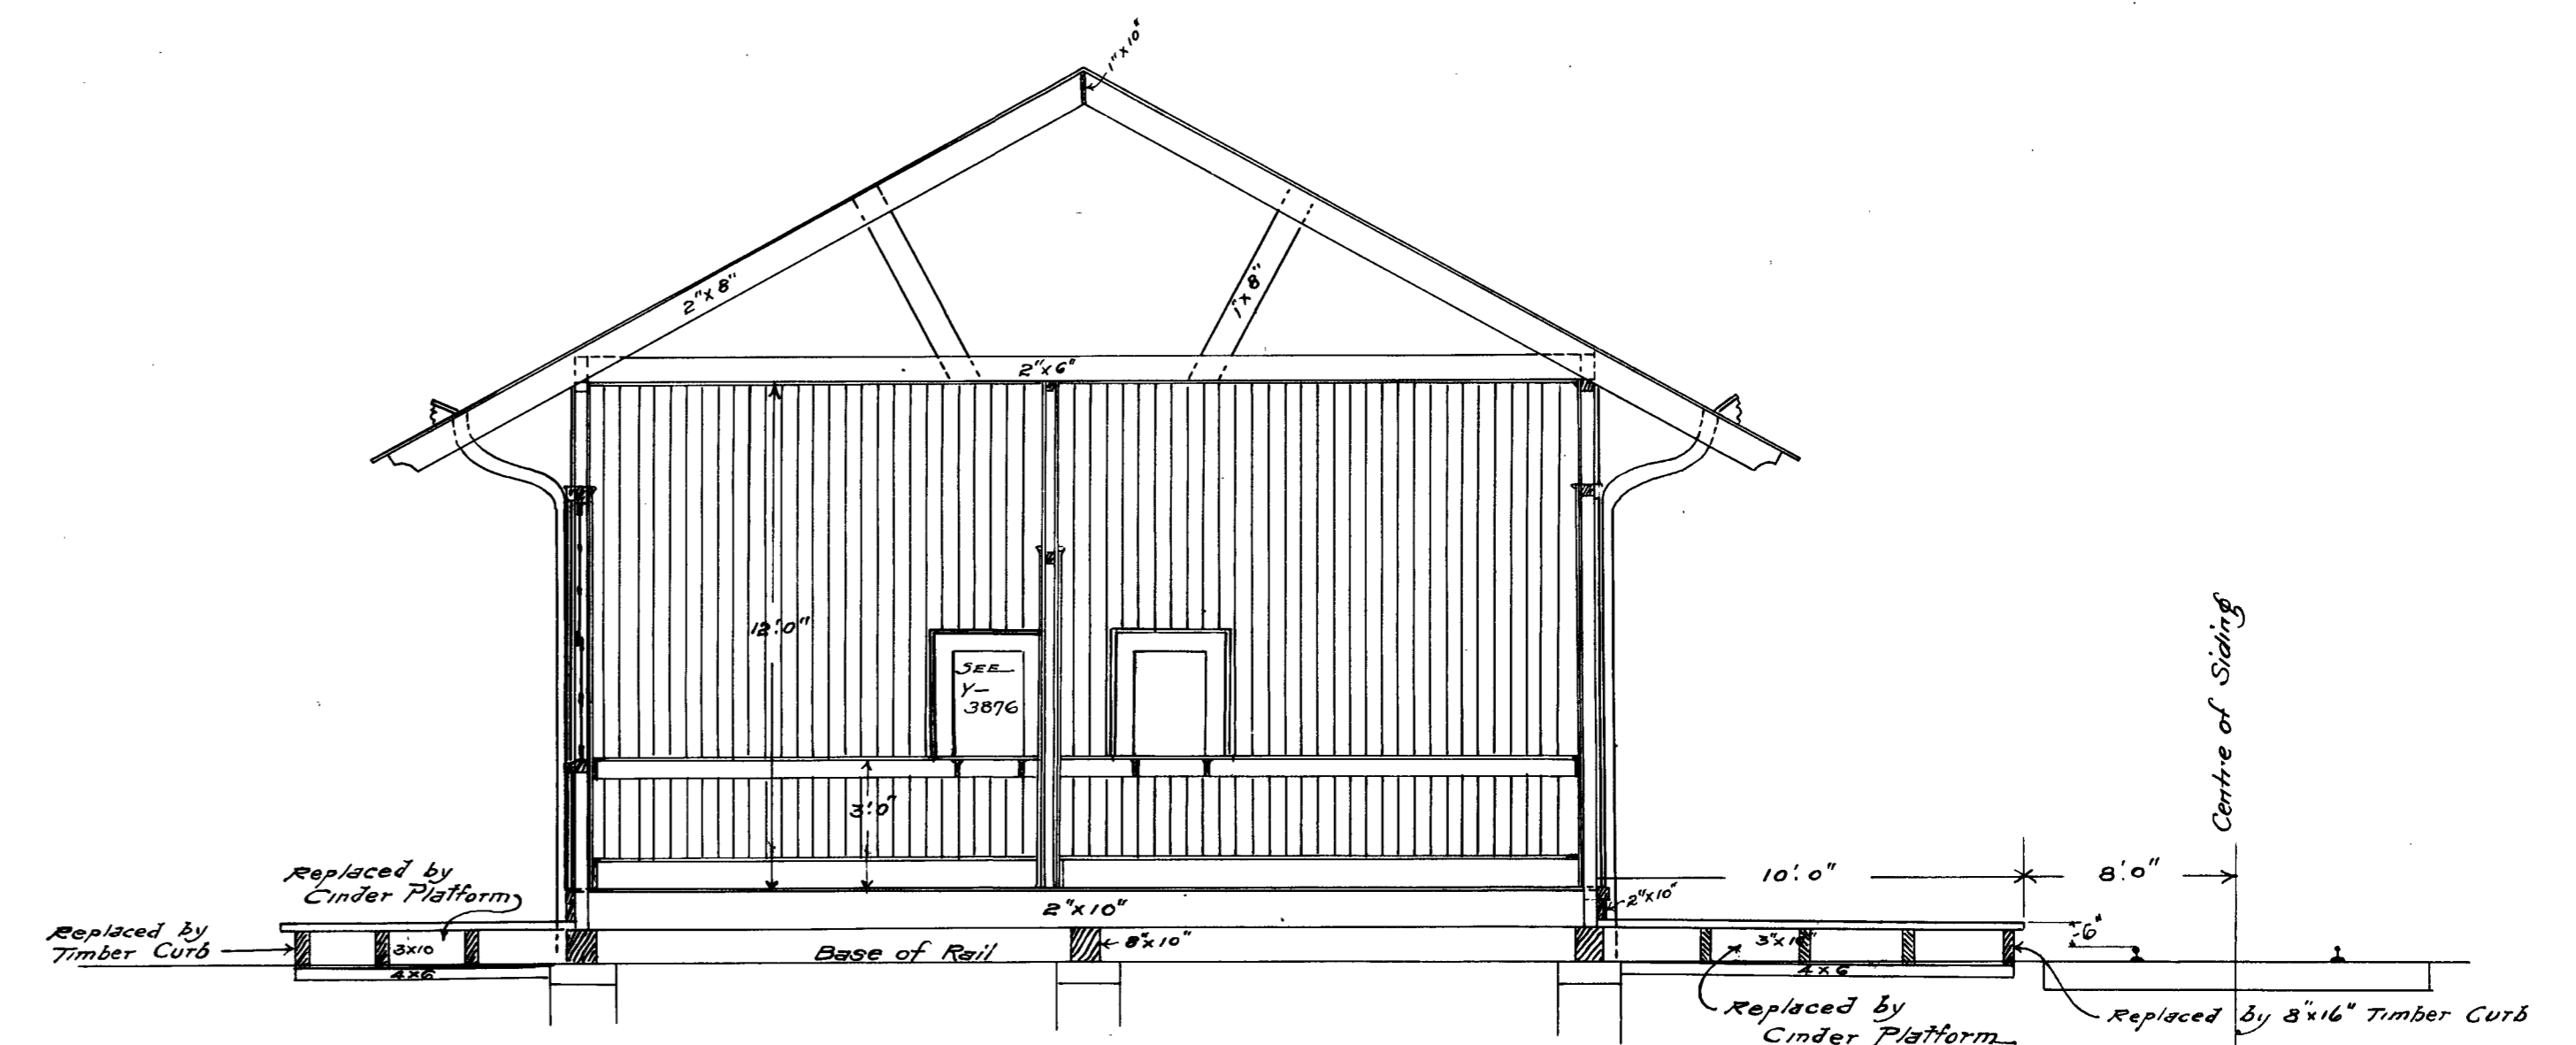 1"x10"
2"x8"
1"x8"
2"x6"
12'.0"
SEE
Y-
3876
3'.0"
Centre of Siding
10'.0"
8'.0"
Replaced by
Cinder Platform
2"x10"
2"x10"
Replaced by
Timber Curb
3x10
4x6
Base of Rail
8"x10"
3"x10"
4x6
6"
Replaced by
Cinder Platform
Replaced by 8"x16" Timber Curb